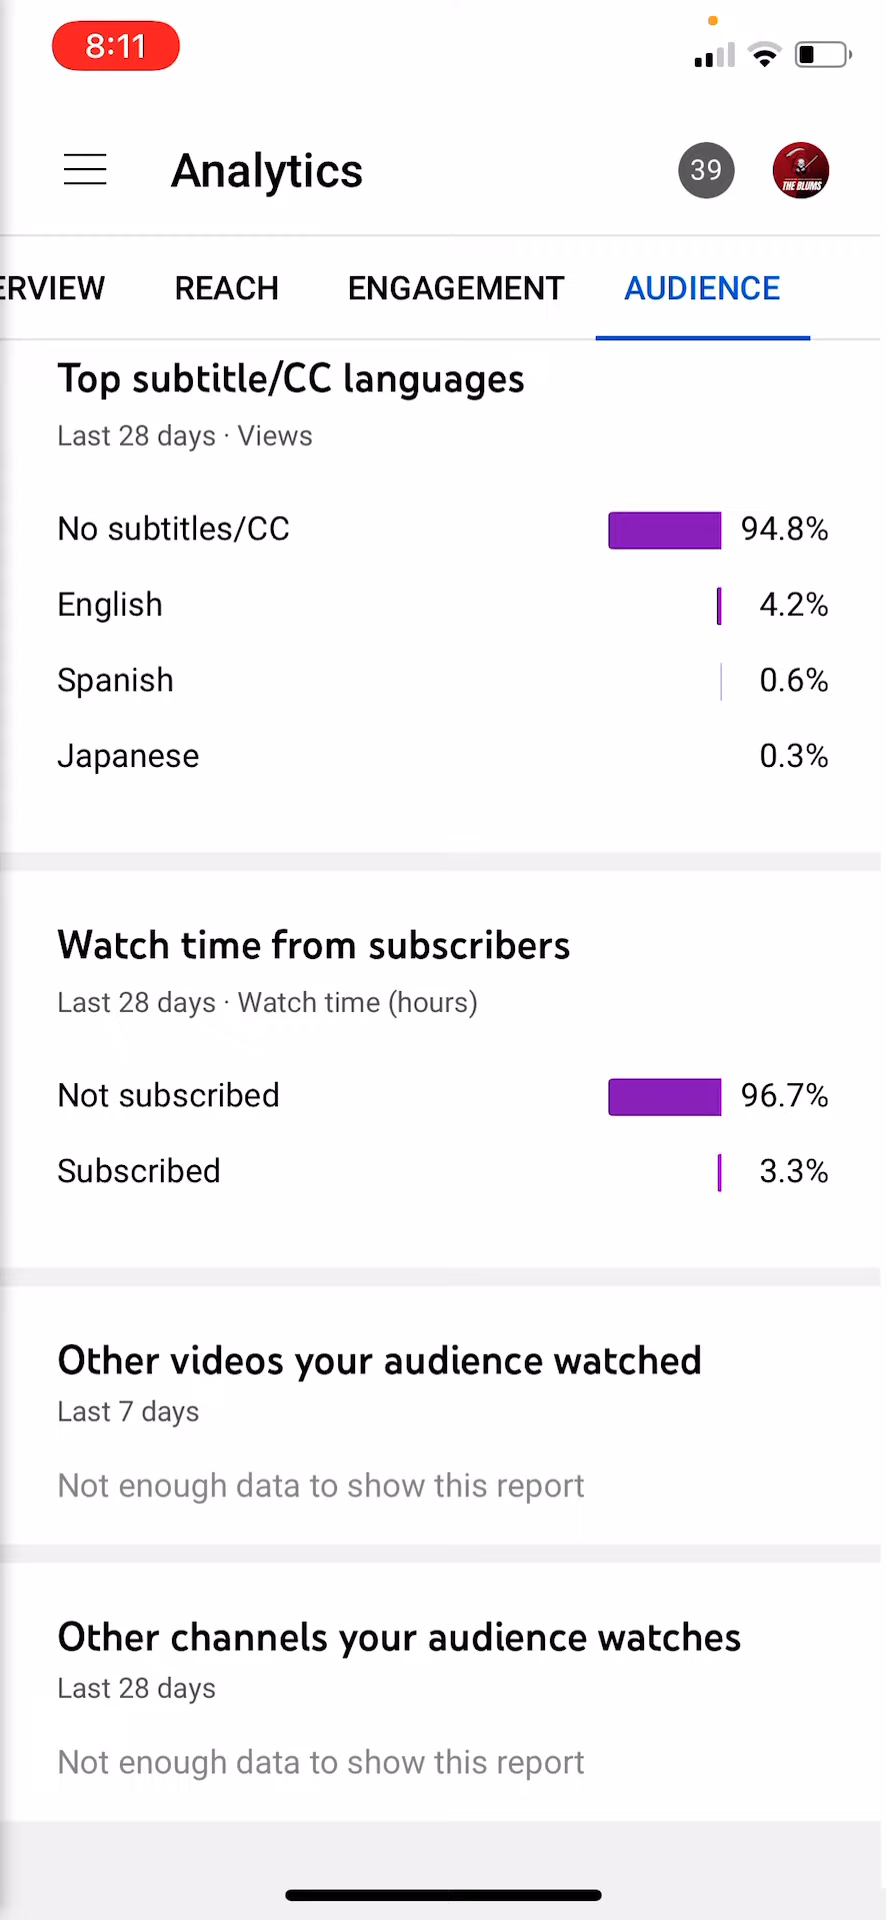 8:11
Analytics
39
THE BLUMS
ERVIEW REACH ENGAGEMENT AUDIENCE
Top subtitle/CC languages
Last 28 days · Views
No subtitles/CC 94.8%
English 4.2%
Spanish 0.6%
Japanese 0.3%
Watch time from subscribers
Last 28 days · Watch time (hours)
Not subscribed 96.7%
Subscribed 3.3%
Other videos your audience watched
Last 7 days
Not enough data to show this report
Other channels your audience watches
Last 28 days
Not enough data to show this report